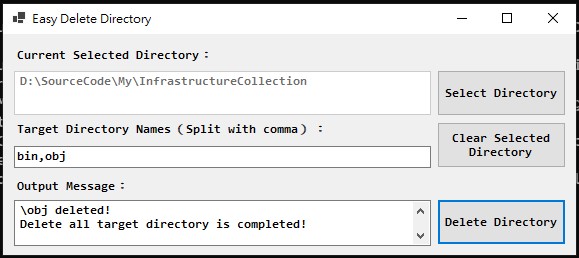 Easy Delete Directory
Current Selected Directory：
D:\SourceCode\My\InfrastructureCollection
Select Directory
Target Directory Names（Split with comma）：
Clear Selected
Directory
bin,obj
Output Message：
\obj deleted!
Delete all target directory is completed!
Delete Directory